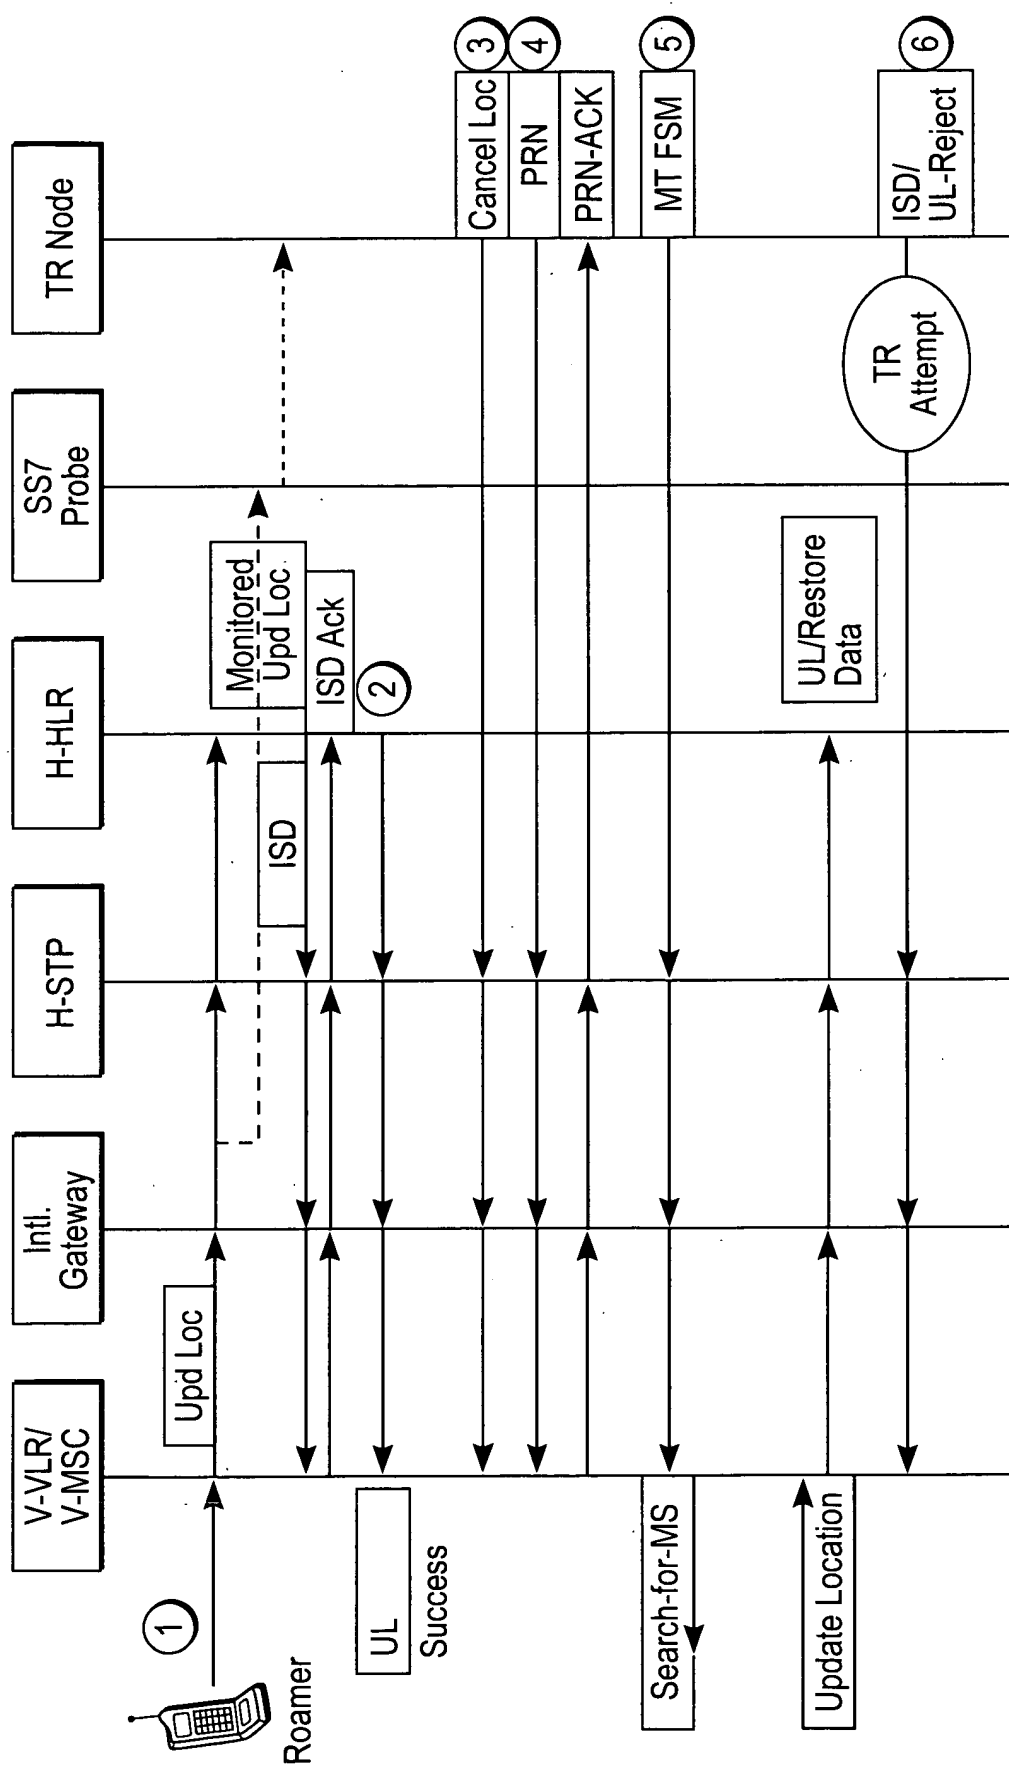 V-VLR/
V-MSC
Intl.
Gateway
H-STP
H-HLR
SS7
Probe
TR Node
1
Roamer
Upd Loc
Monitored
Upd Loc
ISD
ISD Ack
2
UL
Success
Cancel Loc
3
PRN
4
PRN-ACK
MT FSM
5
Search-for-MS
Update Location
UL/Restore
Data
TR
Attempt
ISD/
UL-Reject
6